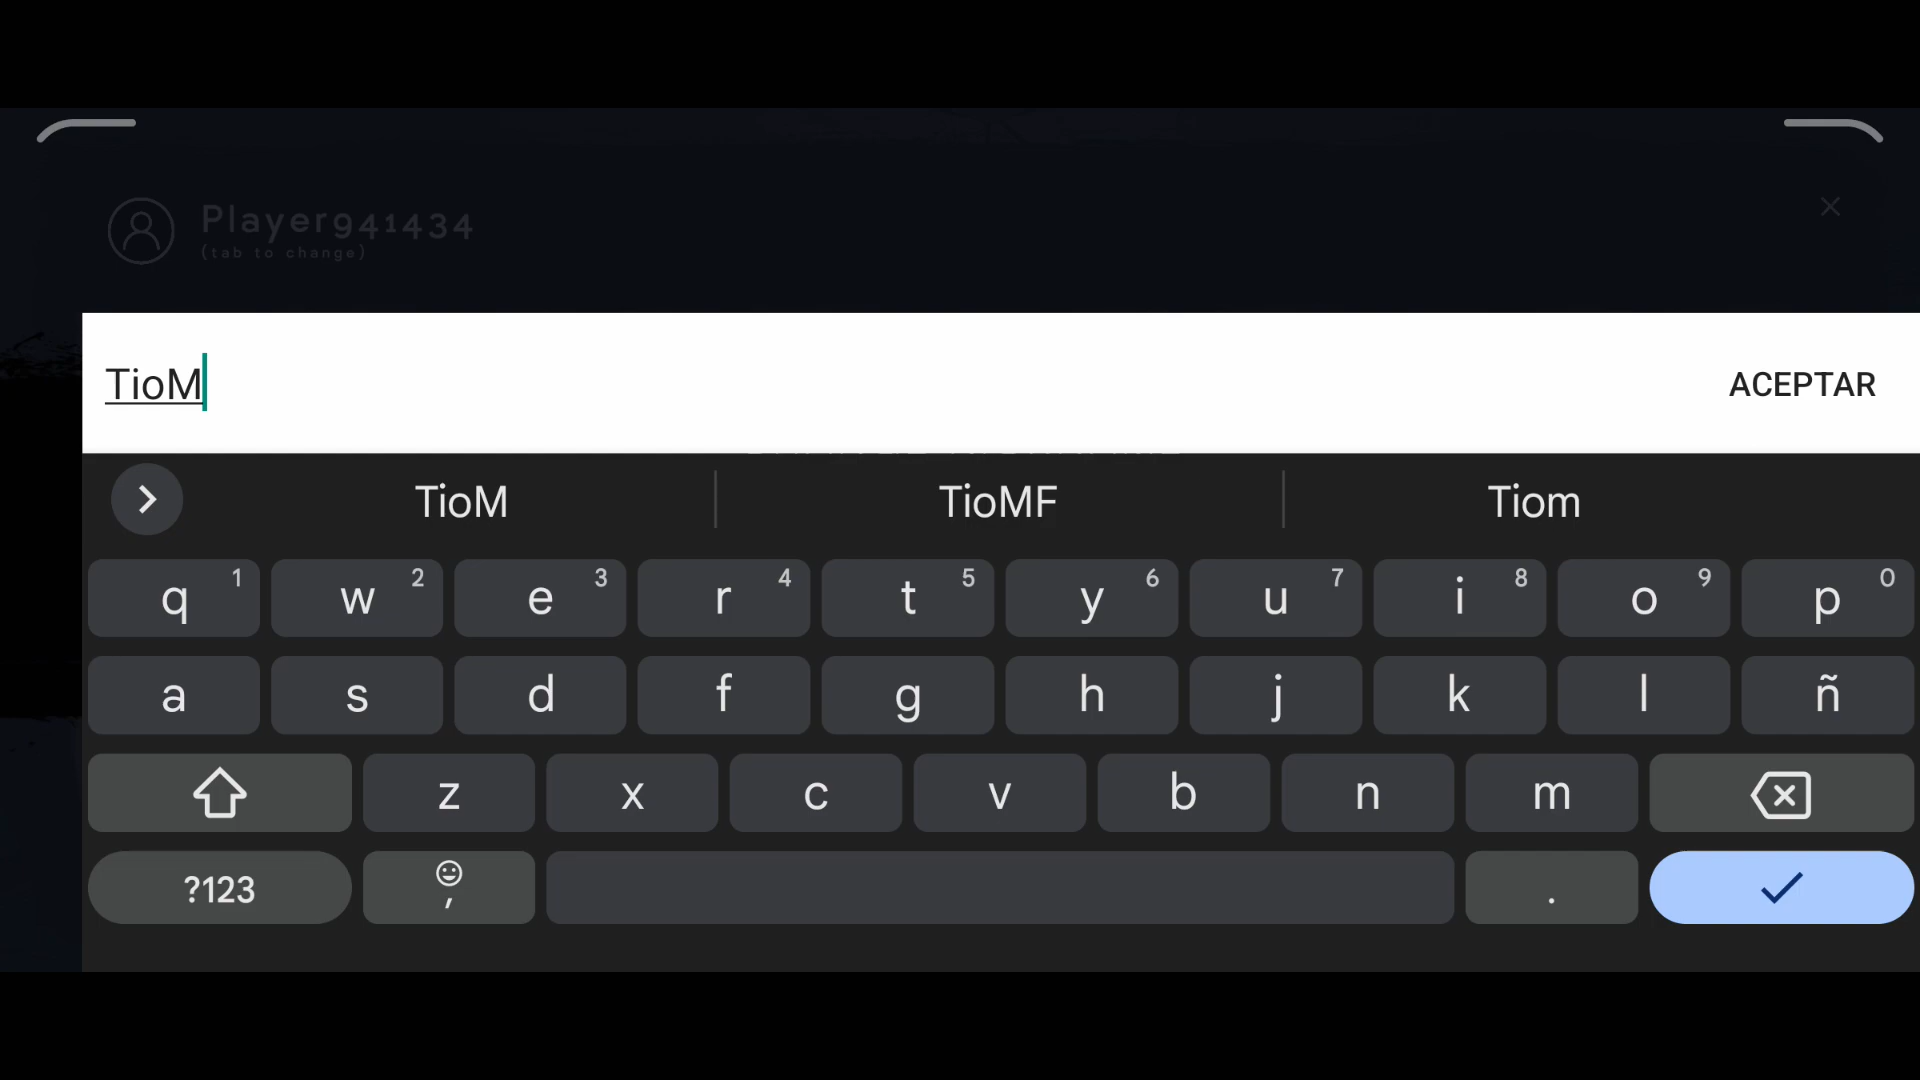 Player941434
(tab to change)
TioM
ACEPTAR
TioM TioMF Tiom
q 1 w 2 e 3 r 4 t 5 y 6 u 7 i 8 o 9 p 0
a s d f g h j k l ñ
z x c v b n m
?123 , .